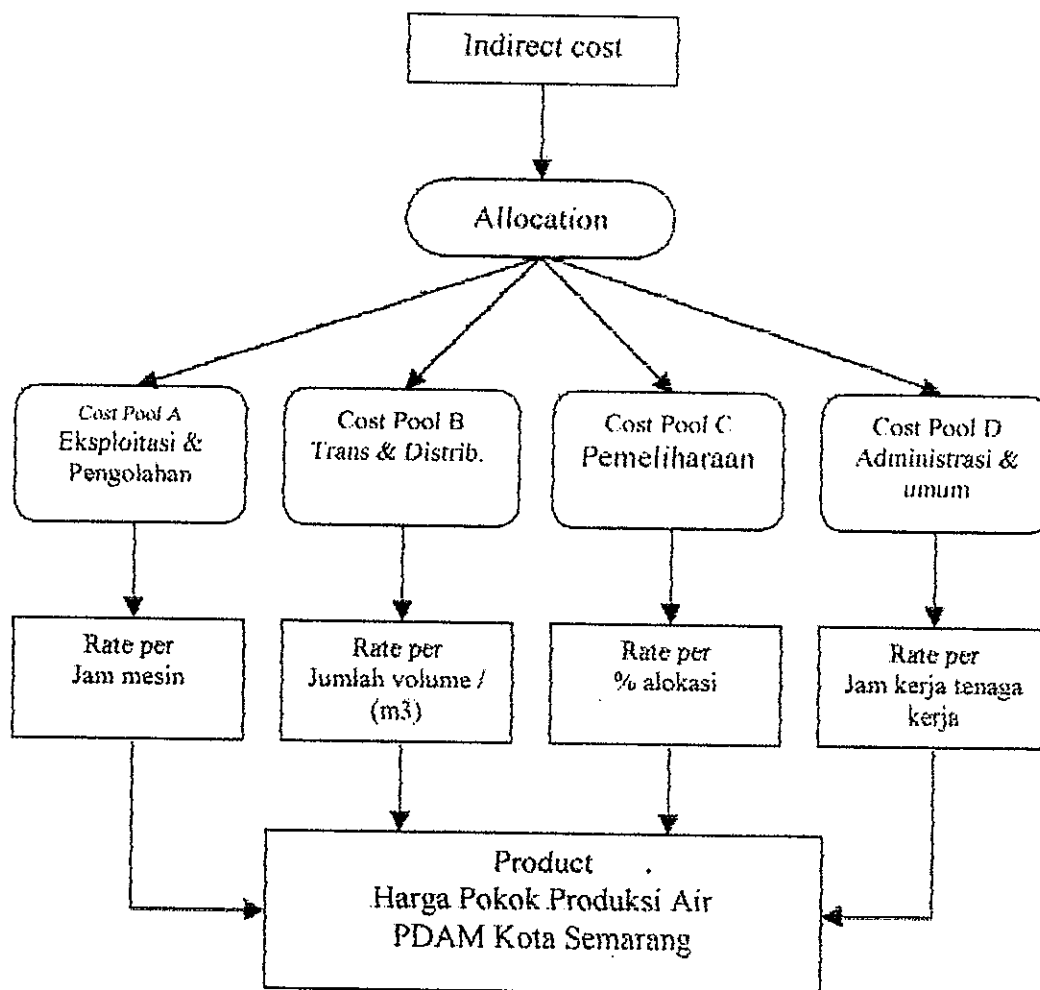 Indirect cost
Allocation
Cost Pool A
Eksploitasi &
Pengolahan
Cost Pool B
Trans & Distrib.
Cost Pool C
Pemeliharaan
Cost Pool D
Administrasi &
umum
Rate per
Jam mesin
Rate per
Jumlah volume /
(m3)
Rate per
% alokasi
Rate per
Jam kerja tenaga
kerja
Product
Harga Pokok Produksi Air
PDAM Kota Semarang